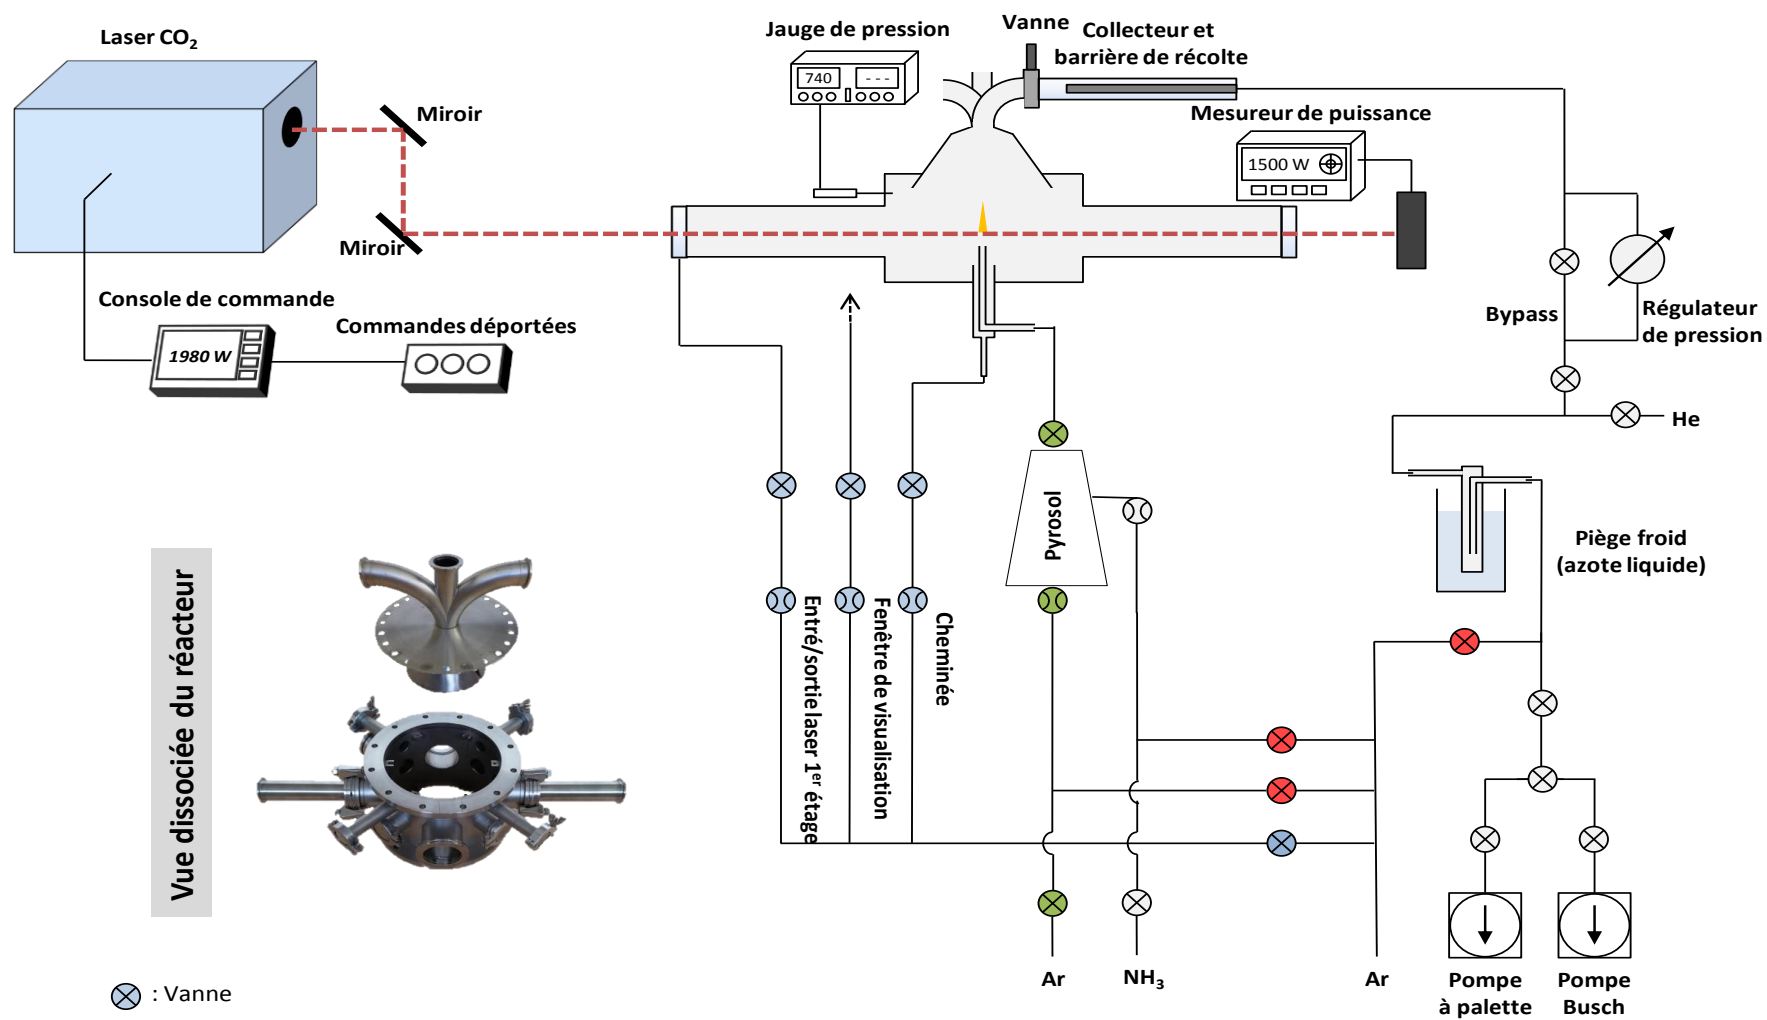 Laser CO₂
Miroir
Miroir
Console de commande
1980 W
Commandes déportées
Jauge de pression
740
- - -
Vanne
Collecteur et
barrière de récolte
Mesureur de puissance
1500 W
Bypass
Régulateur
de pression
He
Piège froid
(azote liquide)
Pyrosol
Entré/sortie laser 1er étage
Fenêtre de visualisation
Cheminée
Vue dissociée du réacteur
Ar
NH₃
Ar
Pompe
à palette
Pompe
Busch
: Vanne